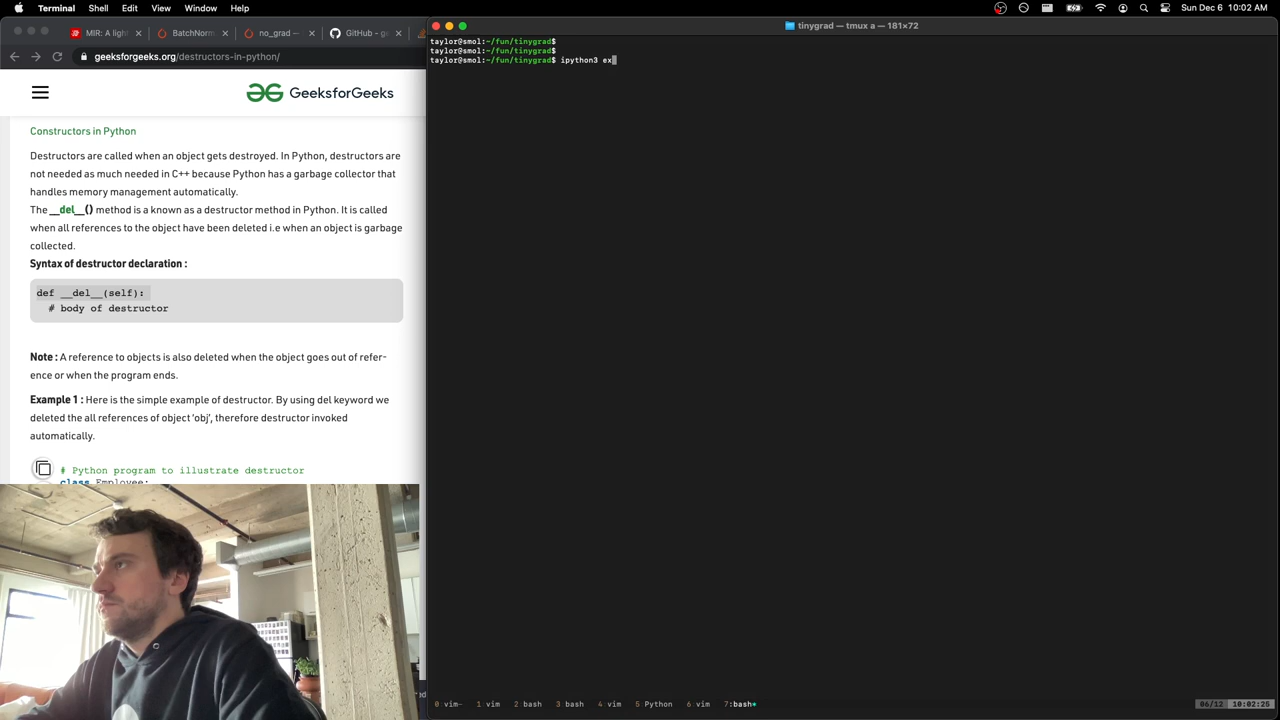 Terminal Shell Edit View Window Help
Sun Dec 6 10:02 AM
MIR: A light
BatchNorm
no_grad —
GitHub - g
geeksforgeeks.org/destructors-in-python/
GeeksforGeeks
Constructors in Python
Destructors are called when an object gets destroyed. In Python, destructors are
not needed as much needed in C++ because Python has a garbage collector that
handles memory management automatically.
The __del__() method is a known as a destructor method in Python. It is called
when all references to the object have been deleted i.e when an object is garbage
collected.
Syntax of destructor declaration :
def __del__(self):
# body of destructor
Note : A reference to objects is also deleted when the object goes out of refer-
ence or when the program ends.
Example 1 : Here is the simple example of destructor. By using del keyword we
deleted the all references of object ‘obj’, therefore destructor invoked
automatically.
# Python program to illustrate destructor
class Employee:
tinygrad — tmux a — 181×72
taylor@smol:~/fun/tinygrad$
taylor@smol:~/fun/tinygrad$
taylor@smol:~/fun/tinygrad$ ipython3 ex
0 vim- 1 vim 2 bash 3 bash 4 vim 5 Python 6 vim 7:bash*
06/12 10:02:25